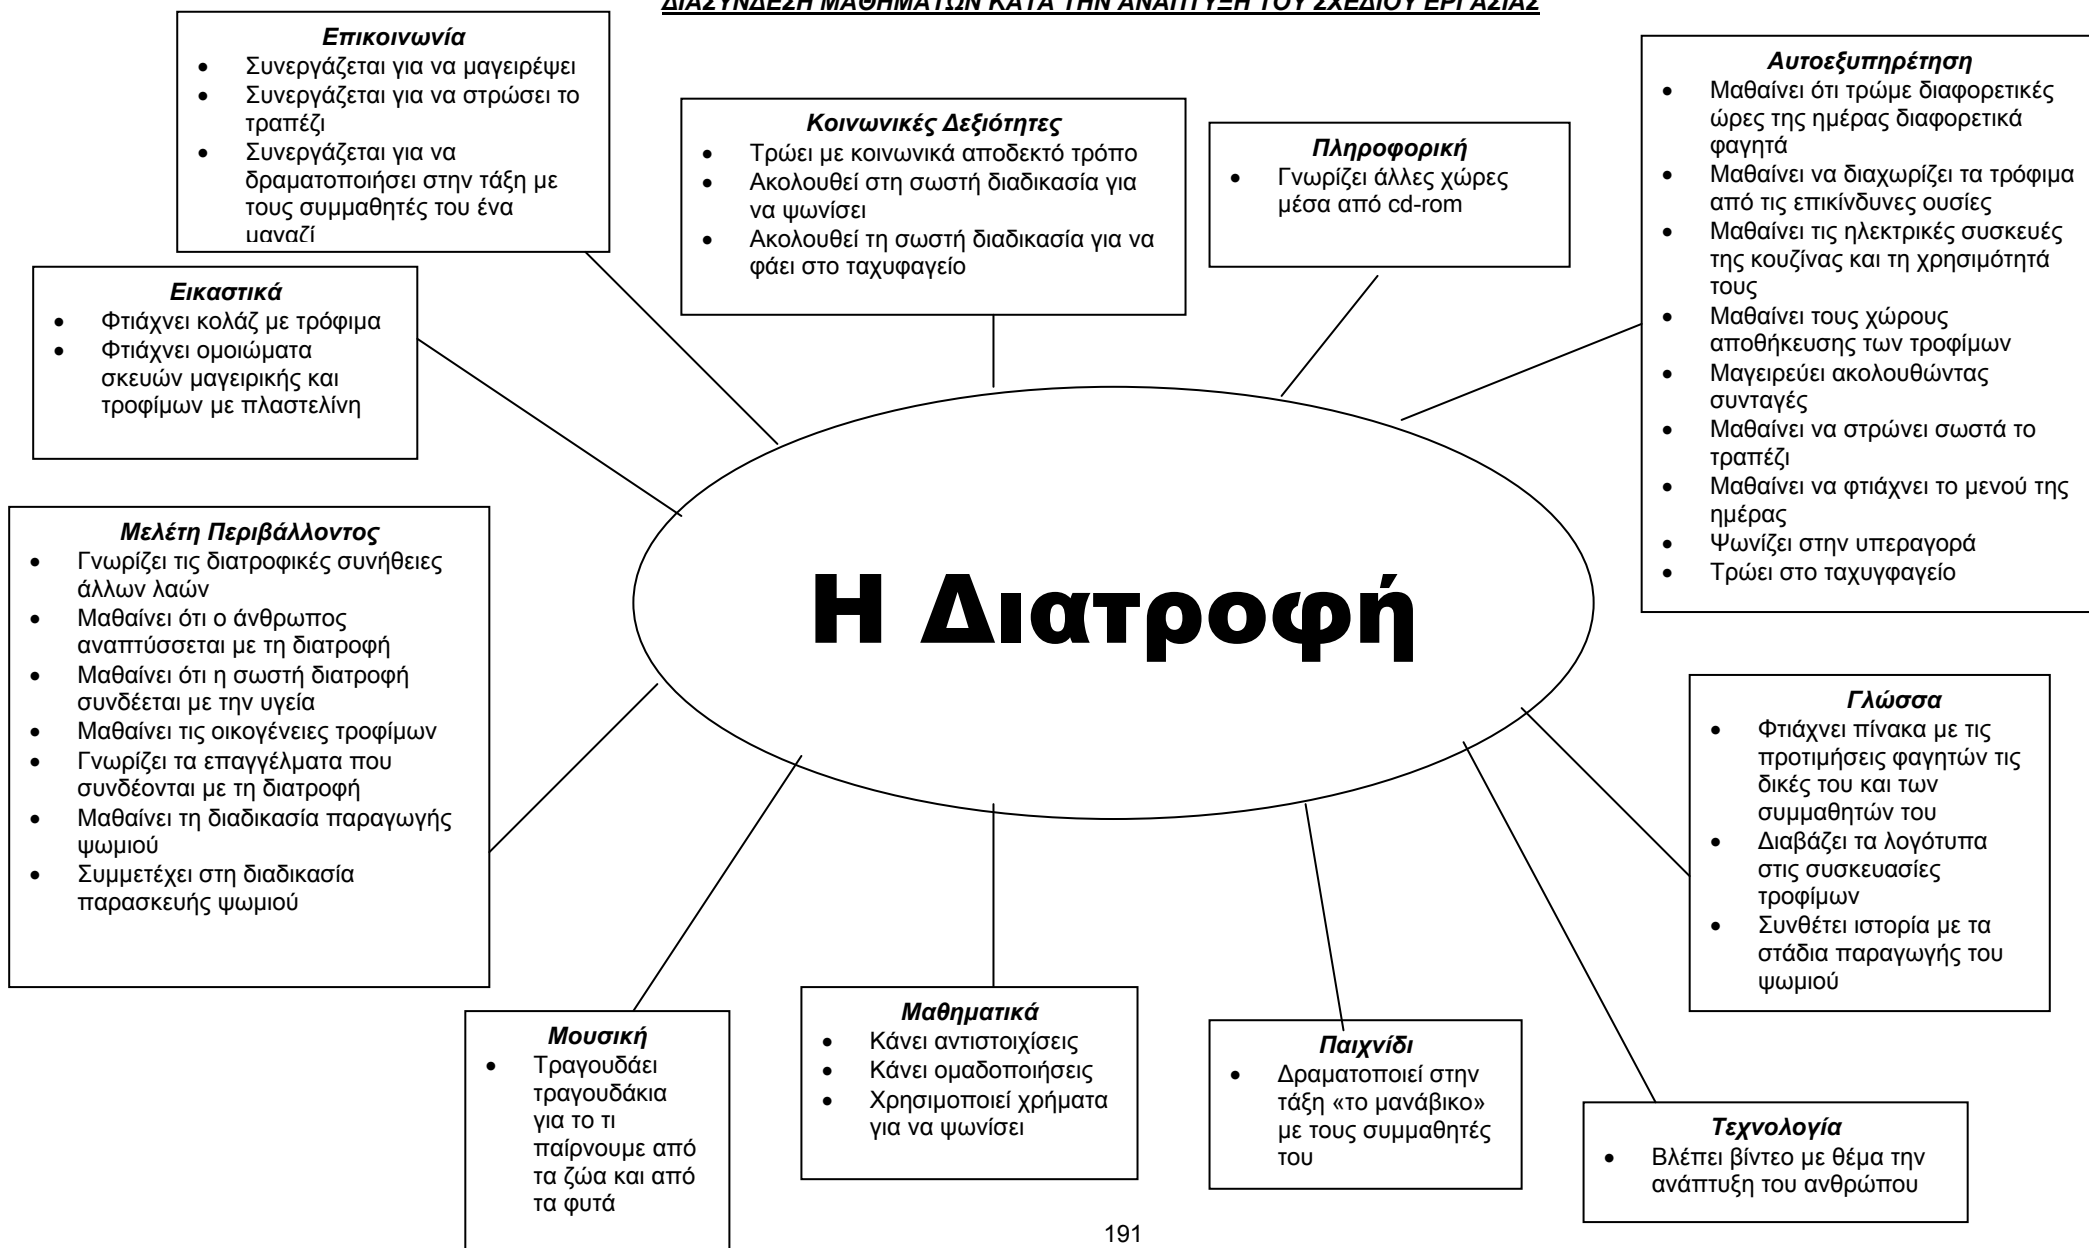 ΔΙΑΣΥΝΔΕΣΗ ΜΑΘΗΜΑΤΩΝ ΚΑΤΑ ΤΗΝ ΑΝΑΠΤΥΞΗ ΤΟΥ ΣΧΕΔΙΟΥ ΕΡΓΑΣΙΑΣ
Επικοινωνία
• Συνεργάζεται για να μαγειρέψει
• Συνεργάζεται για να στρώσει το
τραπέζι
• Συνεργάζεται για να
δραματοποιήσει στην τάξη με
τους συμμαθητές του ένα
μαγαζί
Κοινωνικές Δεξιότητες
• Τρώει με κοινωνικά αποδεκτό τρόπο
• Ακολουθεί στη σωστή διαδικασία για
να ψωνίσει
• Ακολουθεί τη σωστή διαδικασία για να
φάει στο ταχυφαγείο
Πληροφορική
• Γνωρίζει άλλες χώρες
μέσα από cd-rom
Αυτοεξυπηρέτηση
• Μαθαίνει ότι τρώμε διαφορετικές
ώρες της ημέρας διαφορετικά
φαγητά
• Μαθαίνει να διαχωρίζει τα τρόφιμα
από τις επικίνδυνες ουσίες
• Μαθαίνει τις ηλεκτρικές συσκευές
της κουζίνας και τη χρησιμότητά
τους
• Μαθαίνει τους χώρους
αποθήκευσης των τροφίμων
• Μαγειρεύει ακολουθώντας
συνταγές
• Μαθαίνει να στρώνει σωστά το
τραπέζι
• Μαθαίνει να φτιάχνει το μενού της
ημέρας
• Ψωνίζει στην υπεραγορά
• Τρώει στο ταχυγφαγείο
Εικαστικά
• Φτιάχνει κολάζ με τρόφιμα
• Φτιάχνει ομοιώματα
σκευών μαγειρικής και
τροφίμων με πλαστελίνη
Η Διατροφή
Μελέτη Περιβάλλοντος
• Γνωρίζει τις διατροφικές συνήθειες
άλλων λαών
• Μαθαίνει ότι ο άνθρωπος
αναπτύσσεται με τη διατροφή
• Μαθαίνει ότι η σωστή διατροφή
συνδέεται με την υγεία
• Μαθαίνει τις οικογένειες τροφίμων
• Γνωρίζει τα επαγγέλματα που
συνδέονται με τη διατροφή
• Μαθαίνει τη διαδικασία παραγωγής
ψωμιού
• Συμμετέχει στη διαδικασία
παρασκευής ψωμιού
Γλώσσα
• Φτιάχνει πίνακα με τις
προτιμήσεις φαγητών τις
δικές του και των
συμμαθητών του
• Διαβάζει τα λογότυπα
στις συσκευασίες
τροφίμων
• Συνθέτει ιστορία με τα
στάδια παραγωγής του
ψωμιού
Μουσική
• Τραγουδάει
τραγουδάκια
για το τι
παίρνουμε από
τα ζώα και από
τα φυτά
Μαθηματικά
• Κάνει αντιστοιχίσεις
• Κάνει ομαδοποιήσεις
• Χρησιμοποιεί χρήματα
για να ψωνίσει
Παιχνίδι
• Δραματοποιεί στην
τάξη «το μανάβικο»
με τους συμμαθητές
του
Τεχνολογία
• Βλέπει βίντεο με θέμα την
ανάπτυξη του ανθρώπου
191